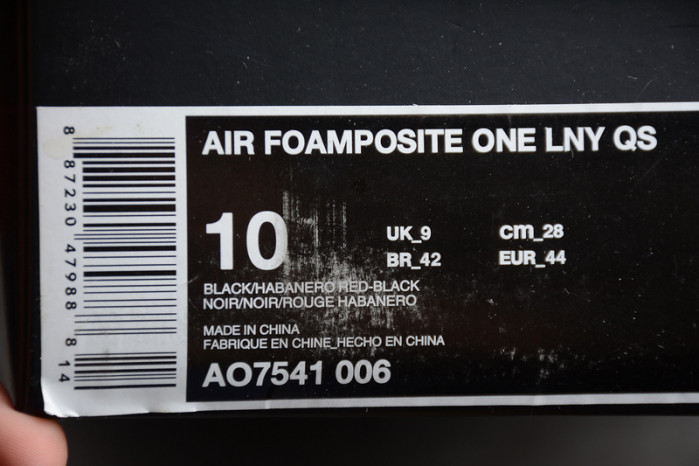 AIR FOAMPOSITE ONE LNY QS
10
UK_9 cm_28
BR_42 EUR_44
BLACK/HABANERO RED-BLACK
NOIR/NOIR/ROUGE HABANERO
MADE IN CHINA
FABRIQUE EN CHINE_HECHO EN CHINA
AO7541 006
8 87230 47988 8 14